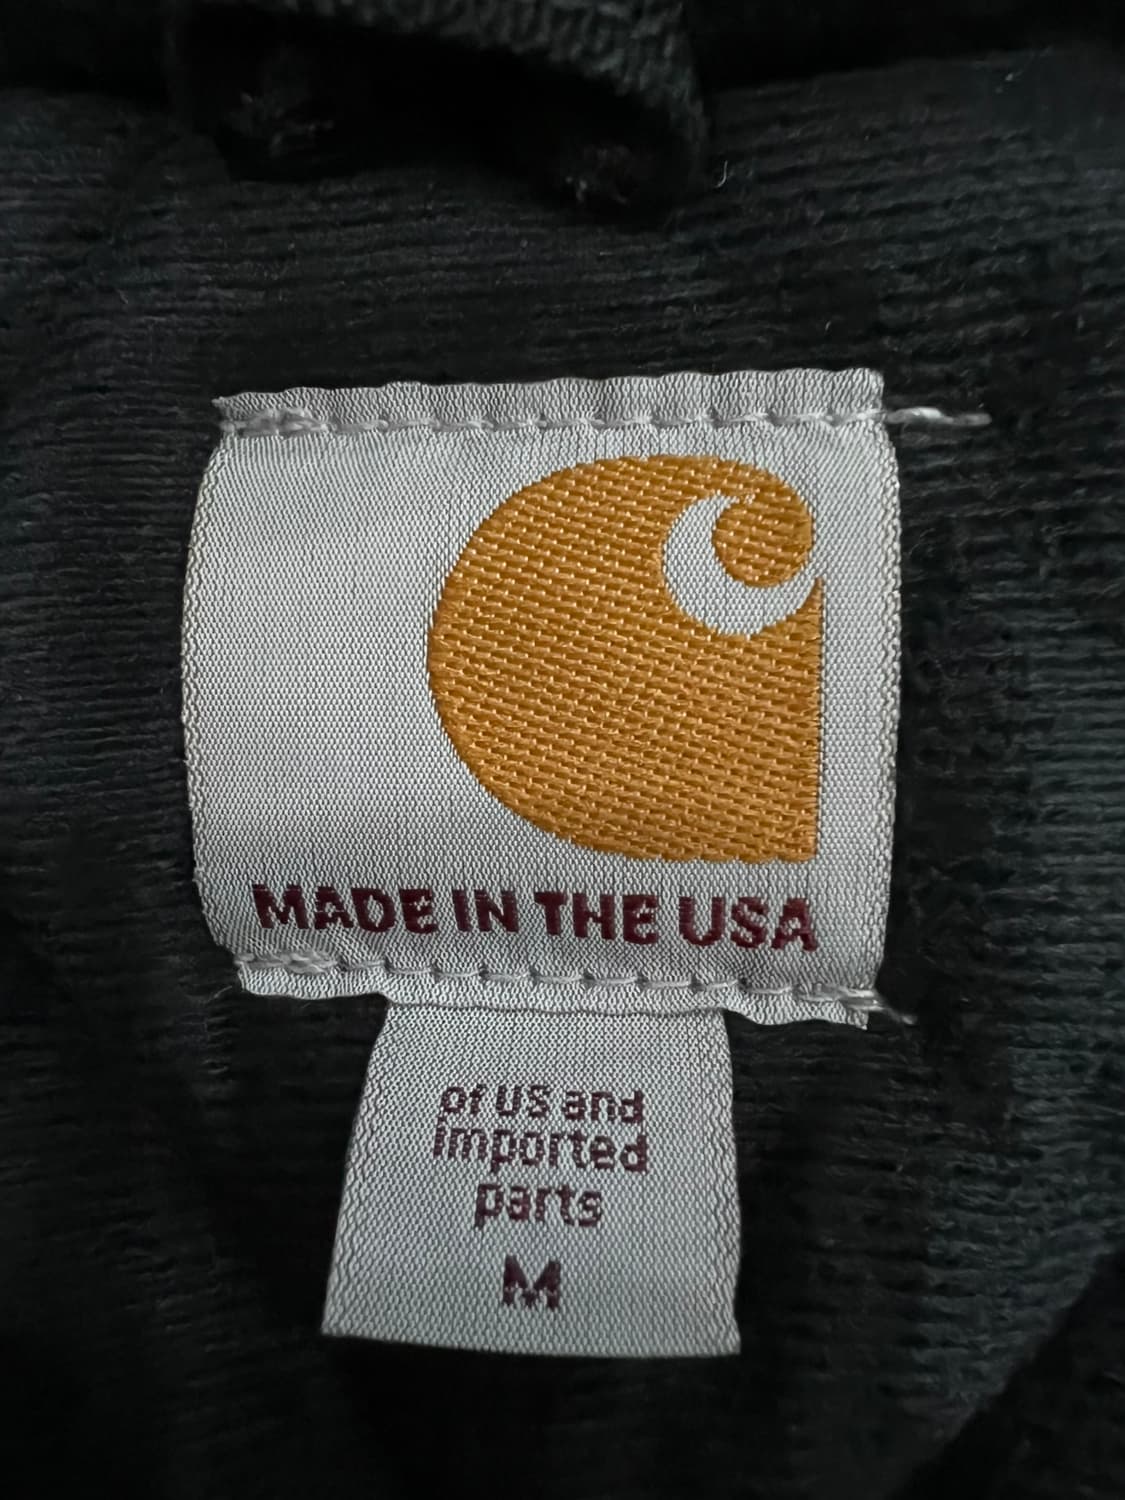 MADE IN THE USA
of US and
imported
parts
M